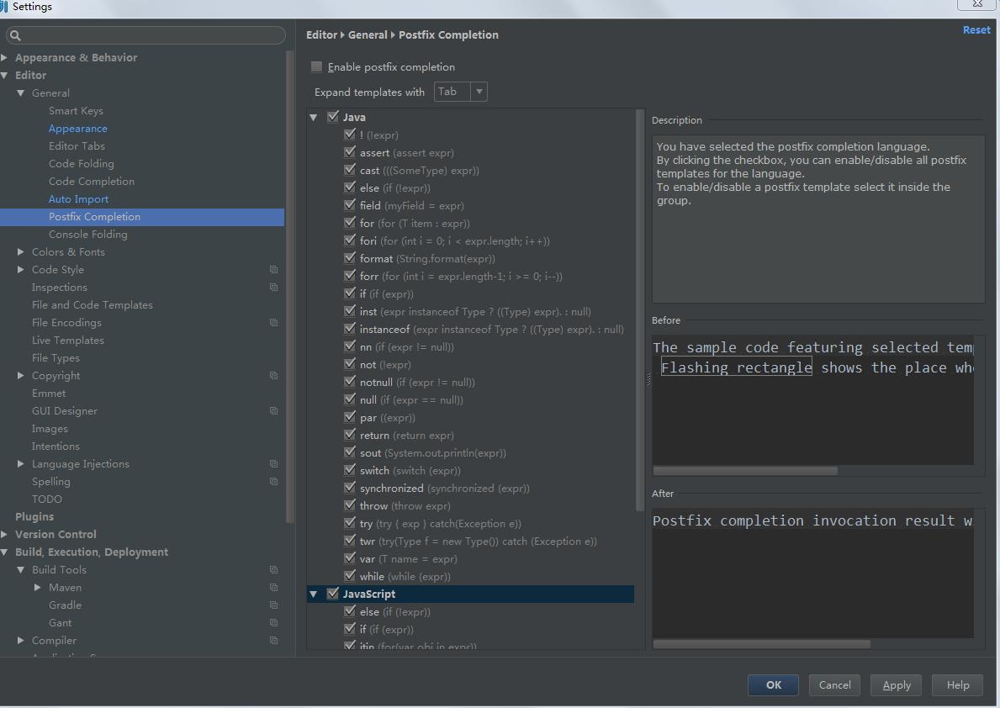 Settings
Editor ▸ General ▸ Postfix Completion
Reset
Appearance & Behavior
Editor
General
Smart Keys
Appearance
Editor Tabs
Code Folding
Code Completion
Auto Import
Postfix Completion
Console Folding
Colors & Fonts
Code Style
Inspections
File and Code Templates
File Encodings
Live Templates
File Types
Copyright
Emmet
GUI Designer
Images
Intentions
Language Injections
Spelling
TODO
Plugins
Version Control
Build, Execution, Deployment
Build Tools
Maven
Gradle
Gant
Compiler
Enable postfix completion
Expand templates with Tab
Java
! (!expr)
assert (assert expr)
cast (((SomeType) expr))
else (if (!expr))
field (myField = expr)
for (for (T item : expr))
fori (for (int i = 0; i < expr.length; i++))
format (String.format(expr))
forr (for (int i = expr.length-1; i >= 0; i--))
if (if (expr))
inst (expr instanceof Type ? ((Type) expr). : null)
instanceof (expr instanceof Type ? ((Type) expr). : null)
nn (if (expr != null))
not (!expr)
notnull (if (expr != null))
null (if (expr == null))
par ((expr))
return (return expr)
sout (System.out.println(expr))
switch (switch (expr))
synchronized (synchronized (expr))
throw (throw expr)
try (try { exp } catch(Exception e))
twr (try(Type f = new Type()) catch (Exception e))
var (T name = expr)
while (while (expr))
JavaScript
else (if (!expr))
if (if (expr))
itin (for(var obj in expr))
Description
You have selected the postfix completion language.
By clicking the checkbox, you can enable/disable all postfix
templates for the language.
To enable/disable a postfix template select it inside the
group.
Before
The sample code featuring selected temp
Flashing rectangle shows the place whe
After
Postfix completion invocation result w
OK
Cancel
Apply
Help